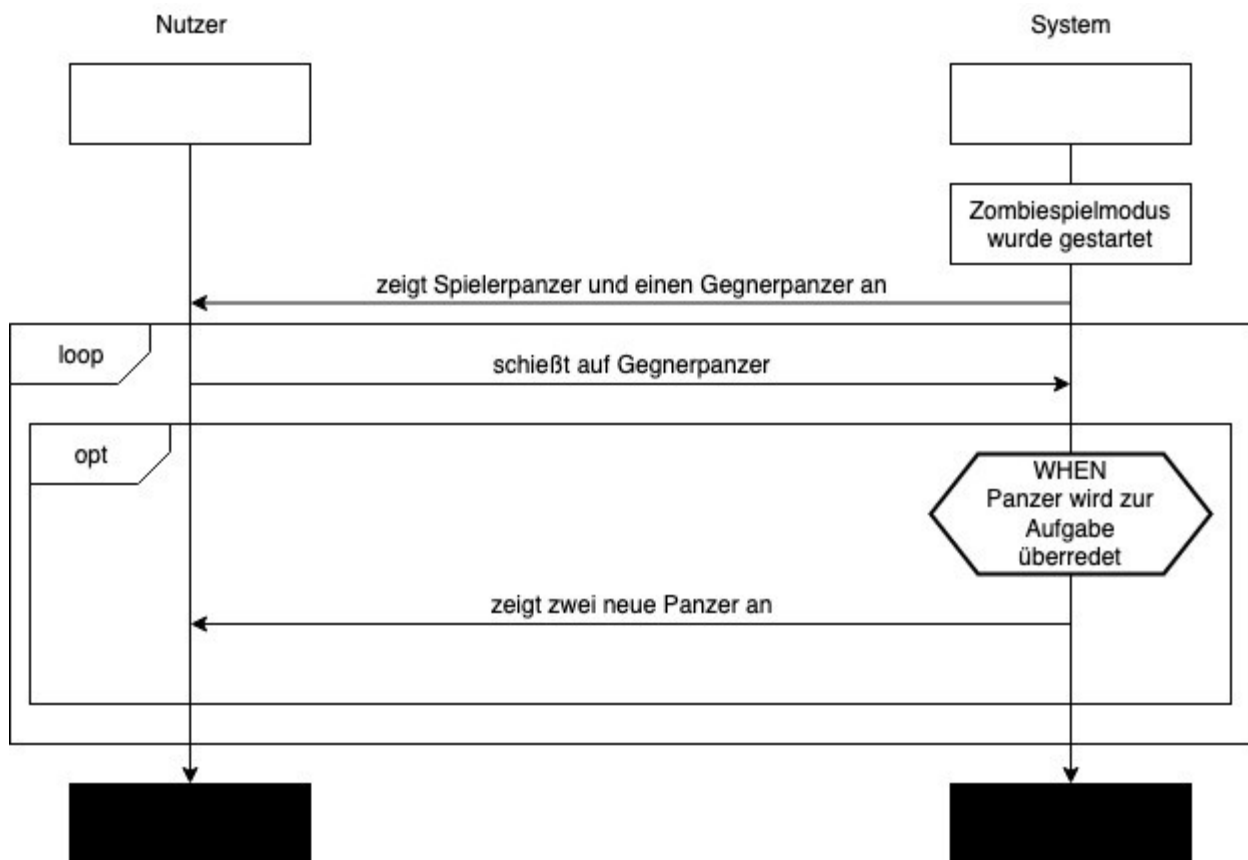 Nutzer
System
Zombiespielmodus
wurde gestartet
zeigt Spielerpanzer und einen Gegnerpanzer an
loop
schießt auf Gegnerpanzer
opt
WHEN
Panzer wird zur
Aufgabe
überredet
zeigt zwei neue Panzer an